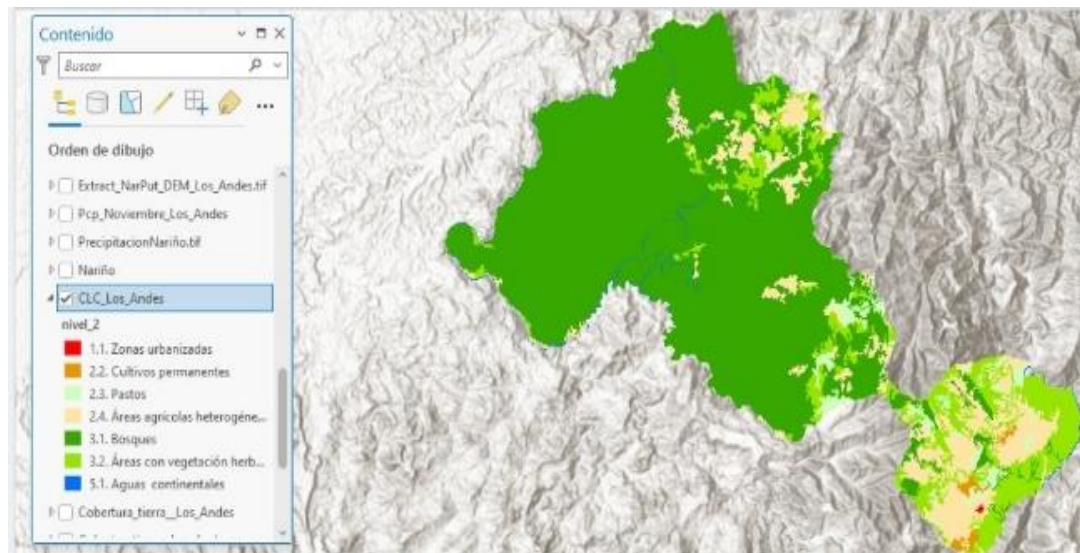 Contenido
Buscar
Orden de dibujo
Extract_NarPut_DEM_Los_Andes.tif
Pcp_Noviembre_Los_Andes
PrecipitacionNariño.tif
Nariño
CLC_Los_Andes
nivel_2
1.1. Zonas urbanizadas
2.2. Cultivos permanentes
2.3. Pastos
2.4. Áreas agrícolas heterogéne...
3.1. Bosques
3.2. Áreas con vegetación herb...
5.1. Aguas continentales
Cobertura_tierra__Los_Andes